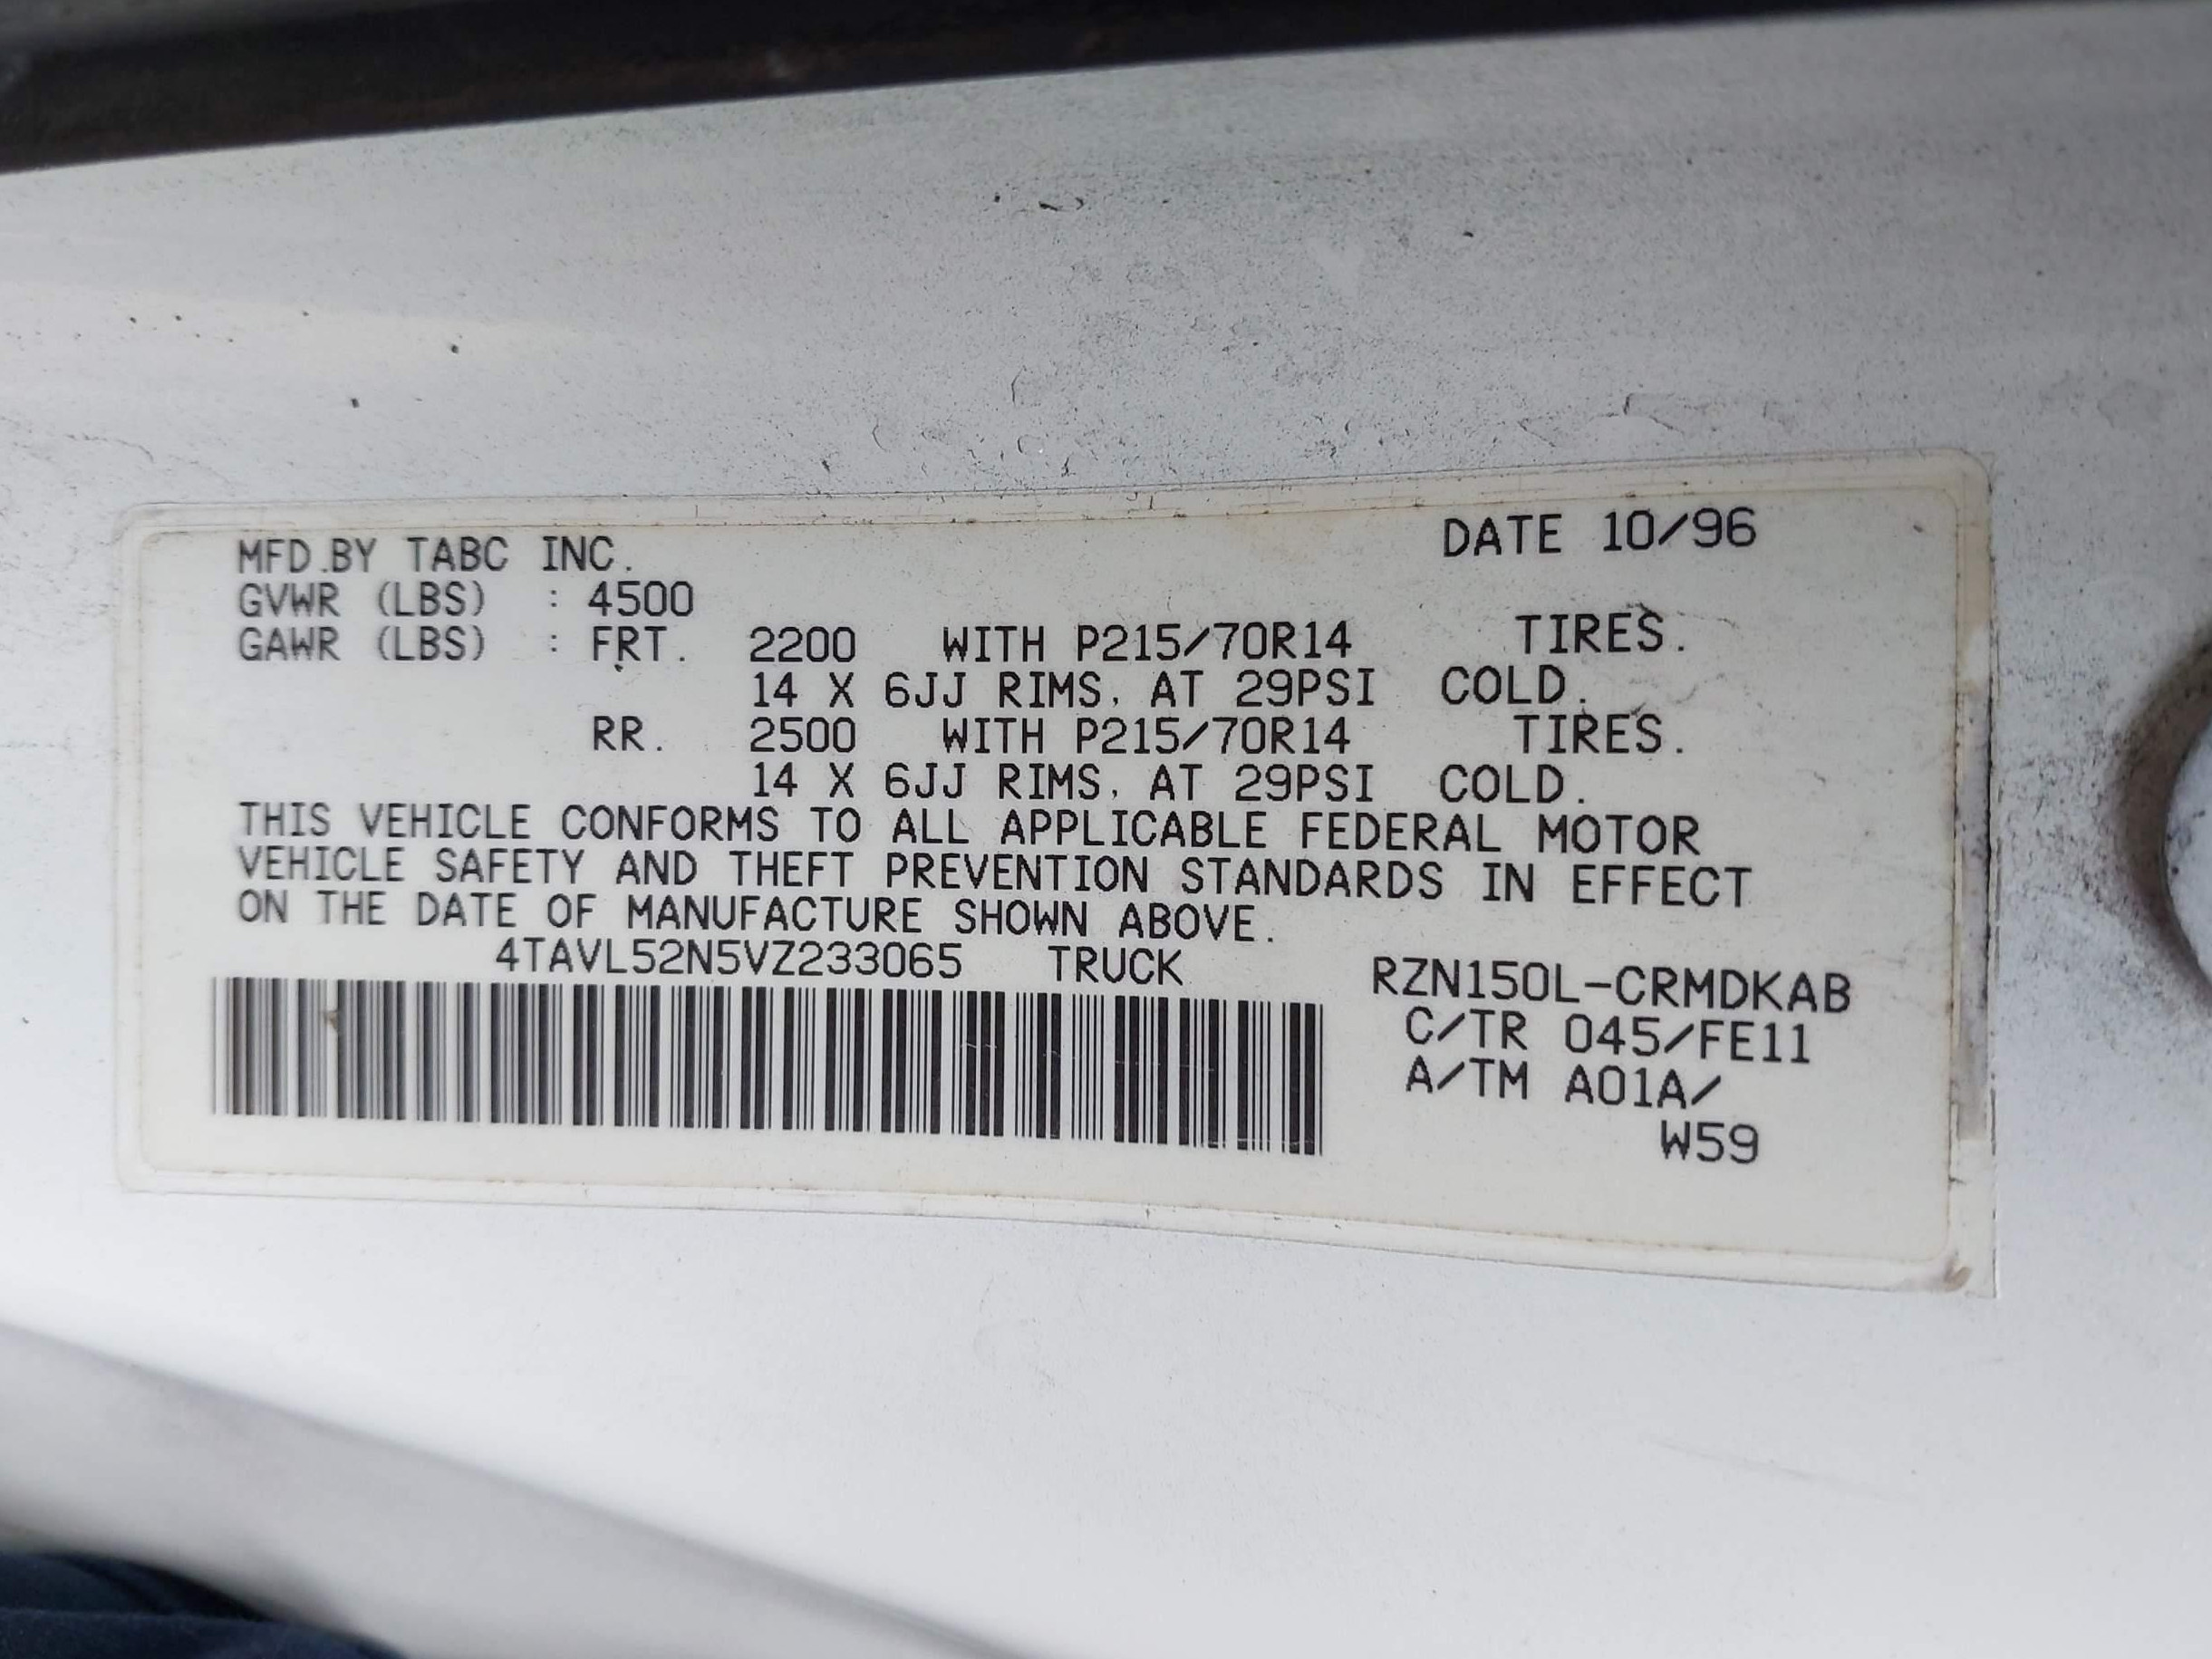 MFD.BY TABC INC. DATE 10/96
GVWR (LBS) : 4500
GAWR (LBS) : FRT. 2200 WITH P215/70R14 TIRES.
14 X 6JJ RIMS, AT 29PSI COLD.
RR. 2500 WITH P215/70R14 TIRES.
14 X 6JJ RIMS, AT 29PSI COLD.
THIS VEHICLE CONFORMS TO ALL APPLICABLE FEDERAL MOTOR
VEHICLE SAFETY AND THEFT PREVENTION STANDARDS IN EFFECT
ON THE DATE OF MANUFACTURE SHOWN ABOVE.
4TAVL52N5VZ233065 TRUCK
RZN150L-CRMDKAB
C/TR 045/FE11
A/TM A01A/
W59